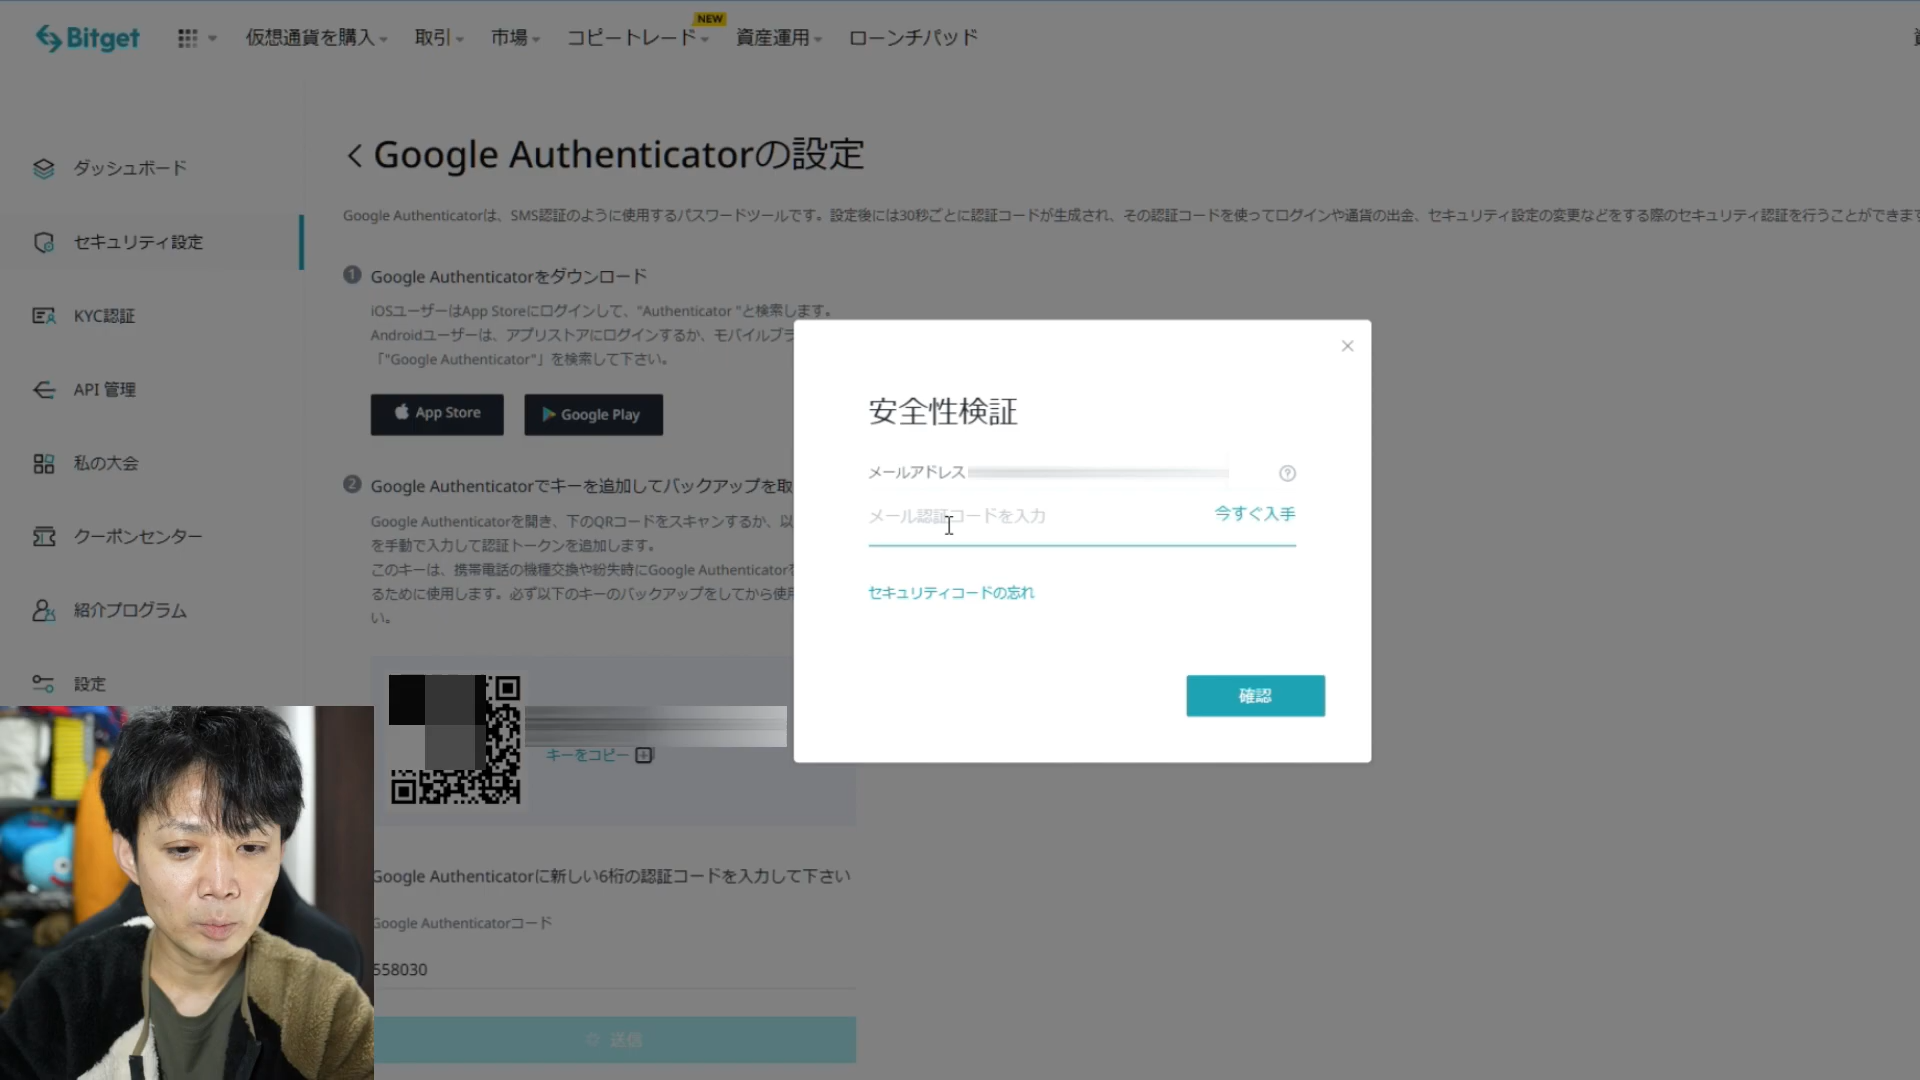 Bitget
仮想通貨を購入
取引
市場
コピートレード
NEW
資産運用
ローンチパッド
ダッシュボード
セキュリティ設定
KYC認証
API 管理
私の大会
クーポンセンター
紹介プログラム
設定
Google Authenticatorの設定
Google Authenticatorは、SMS認証のように使用するパスワードツールです。設定後には30秒ごとに認証コードが生成され、その認証コードを使ってログインや通貨の出金、セキュリティ設定の変更などをする際のセキュリティ認証を行うことができます
1 Google Authenticatorをダウンロード
iOSユーザーはApp Storeにログインして、"Authenticator "と検索します。
Androidユーザーは、アプリストアにログインするか、モバイルブラ
「"Google Authenticator"」を検索して下さい。
App Store
Google Play
2 Google Authenticatorでキーを追加してバックアップを取
Google Authenticatorを開き、下のQRコードをスキャンするか、以
を手動で入力して認証トークンを追加します。
このキーは、携帯電話の機種交換や紛失時にGoogle Authenticatorを
るために使用します。必ず以下のキーのバックアップをしてから使用
い。
キーをコピー
Google Authenticatorに新しい6桁の認証コードを入力して下さい
Google Authenticatorコード
558030
送信
安全性検証
メールアドレス
メール認証コードを入力
今すぐ入手
セキュリティコードの忘れ
確認